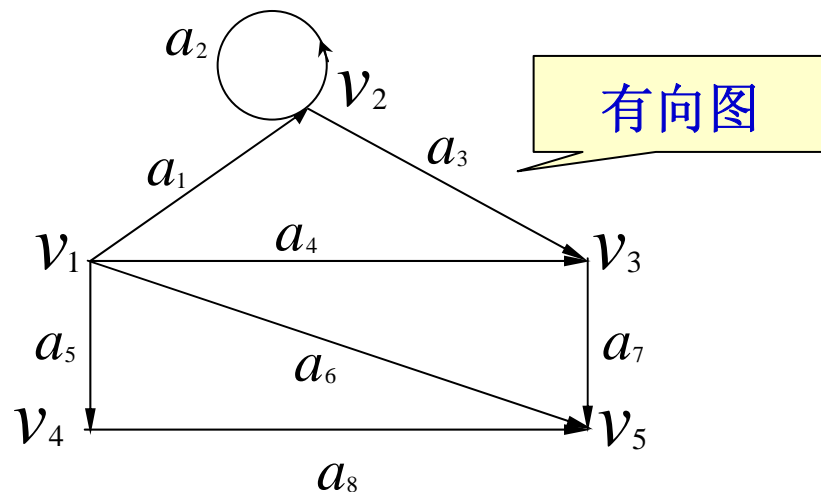 a₂
v₂
有向图
a₁
a₃
v₁
a₄
v₃
a₅
a₆
a₇
v₄
v₅
a₈